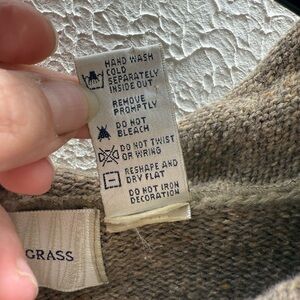 HAND WASH
COLD
SEPARATELY
INSIDE OUT
REMOVE
PROMPTLY
DO NOT
BLEACH
DO NOT TWIST
OR WRING
RESHAPE AND
DRY FLAT
DO NOT IRON
DECORATION
GRASS